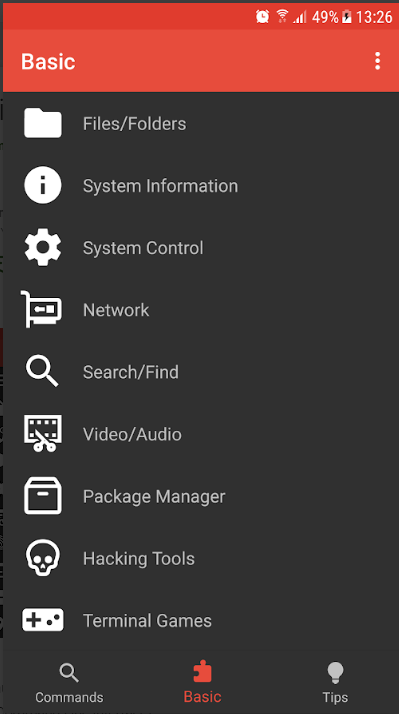 49% 13:26
Basic
Files/Folders
System Information
System Control
Network
Search/Find
Video/Audio
Package Manager
Hacking Tools
Terminal Games
Commands Basic Tips